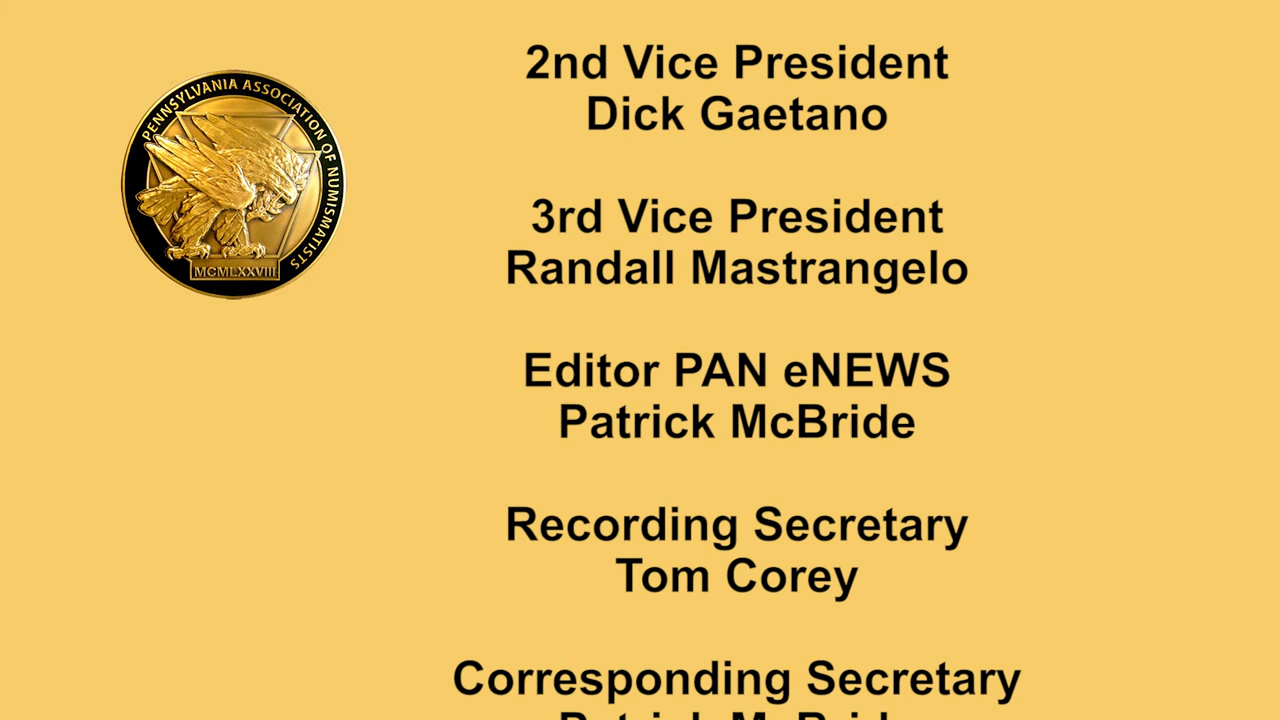 PENNSYLVANIA ASSOCIATION OF NUMISMATISTS
MCMLXXVIII
2nd Vice President
Dick Gaetano
3rd Vice President
Randall Mastrangelo
Editor PAN eNEWS
Patrick McBride
Recording Secretary
Tom Corey
Corresponding Secretary